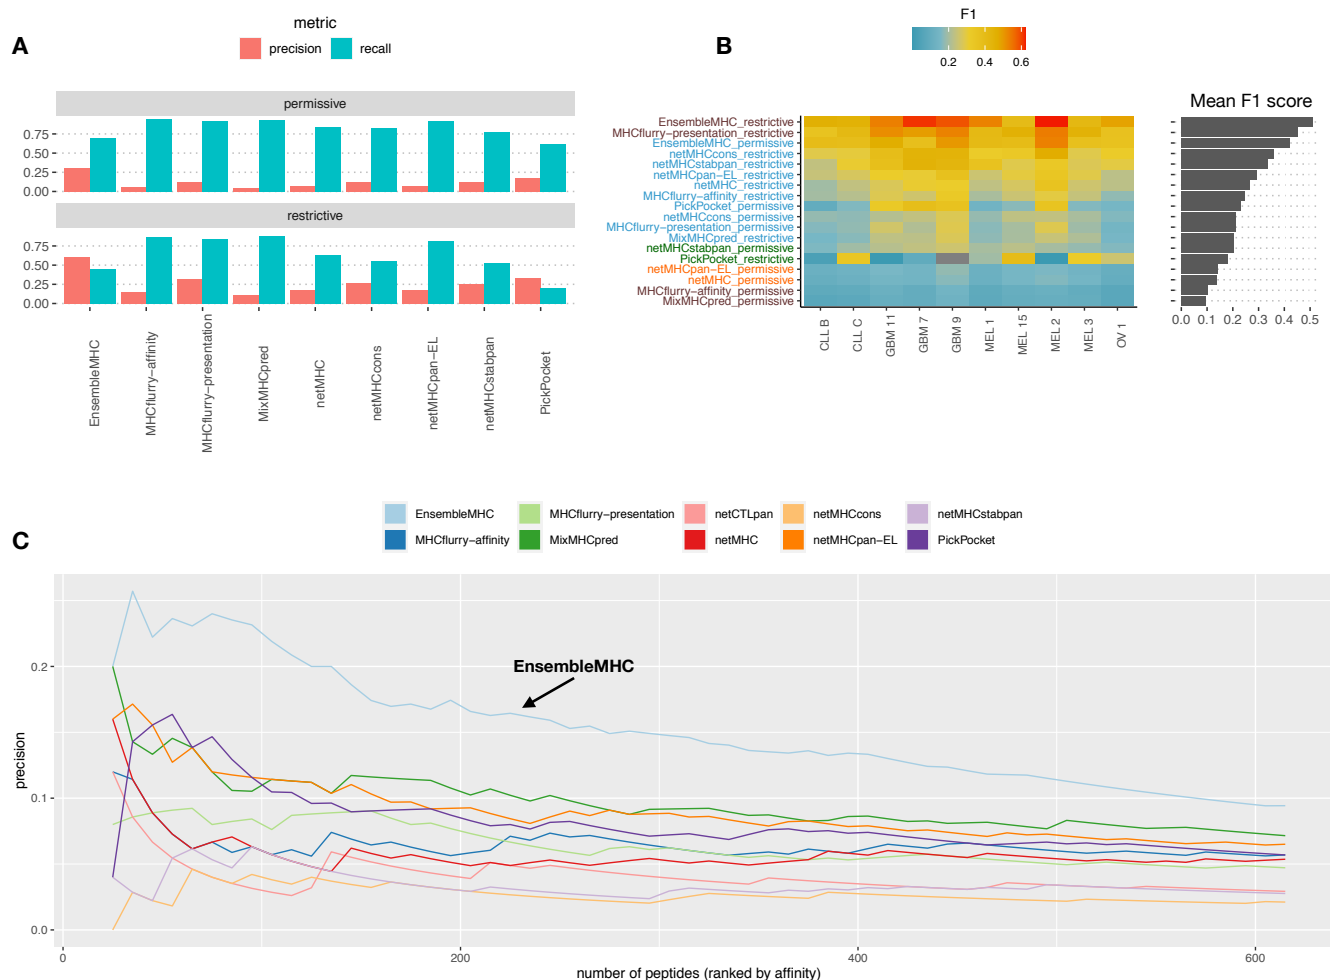 metric
precision recall
A
permissive
0.75
0.50
0.25
0.00
restrictive
0.75
0.50
0.25
0.00
EnsembleMHC
MHCflurry−affinity
MHCflurry−presentation
MixMHCpred
netMHC
netMHCcons
netMHCpan−EL
netMHCstabpan
PickPocket
F1
B
0.2 0.4 0.6
Mean F1 score
EnsembleMHC_restrictive
MHCflurry−presentation_restrictive
EnsembleMHC_permissive
netMHCcons_restrictive
netMHCstabpan_restrictive
netMHCpan−EL_restrictive
netMHC_restrictive
MHCflurry−affinity_restrictive
PickPocket_permissive
netMHCcons_permissive
MHCflurry−presentation_permissive
MixMHCpred_restrictive
netMHCstabpan_permissive
PickPocket_restrictive
netMHCpan−EL_permissive
netMHC_permissive
MHCflurry−affinity_permissive
MixMHCpred_permissive
CLL B
CLL C
GBM 11
GBM 7
GBM 9
MEL 1
MEL 15
MEL 2
MEL 3
OV 1
0.0 0.1 0.2 0.3 0.4 0.5
C
EnsembleMHC MHCflurry−presentation netCTLpan netMHCcons netMHCstabpan
MHCflurry−affinity MixMHCpred netMHC netMHCpan−EL PickPocket
precision
0.2
0.1
0.0
EnsembleMHC
0 200 400 600
number of peptides (ranked by affinity)